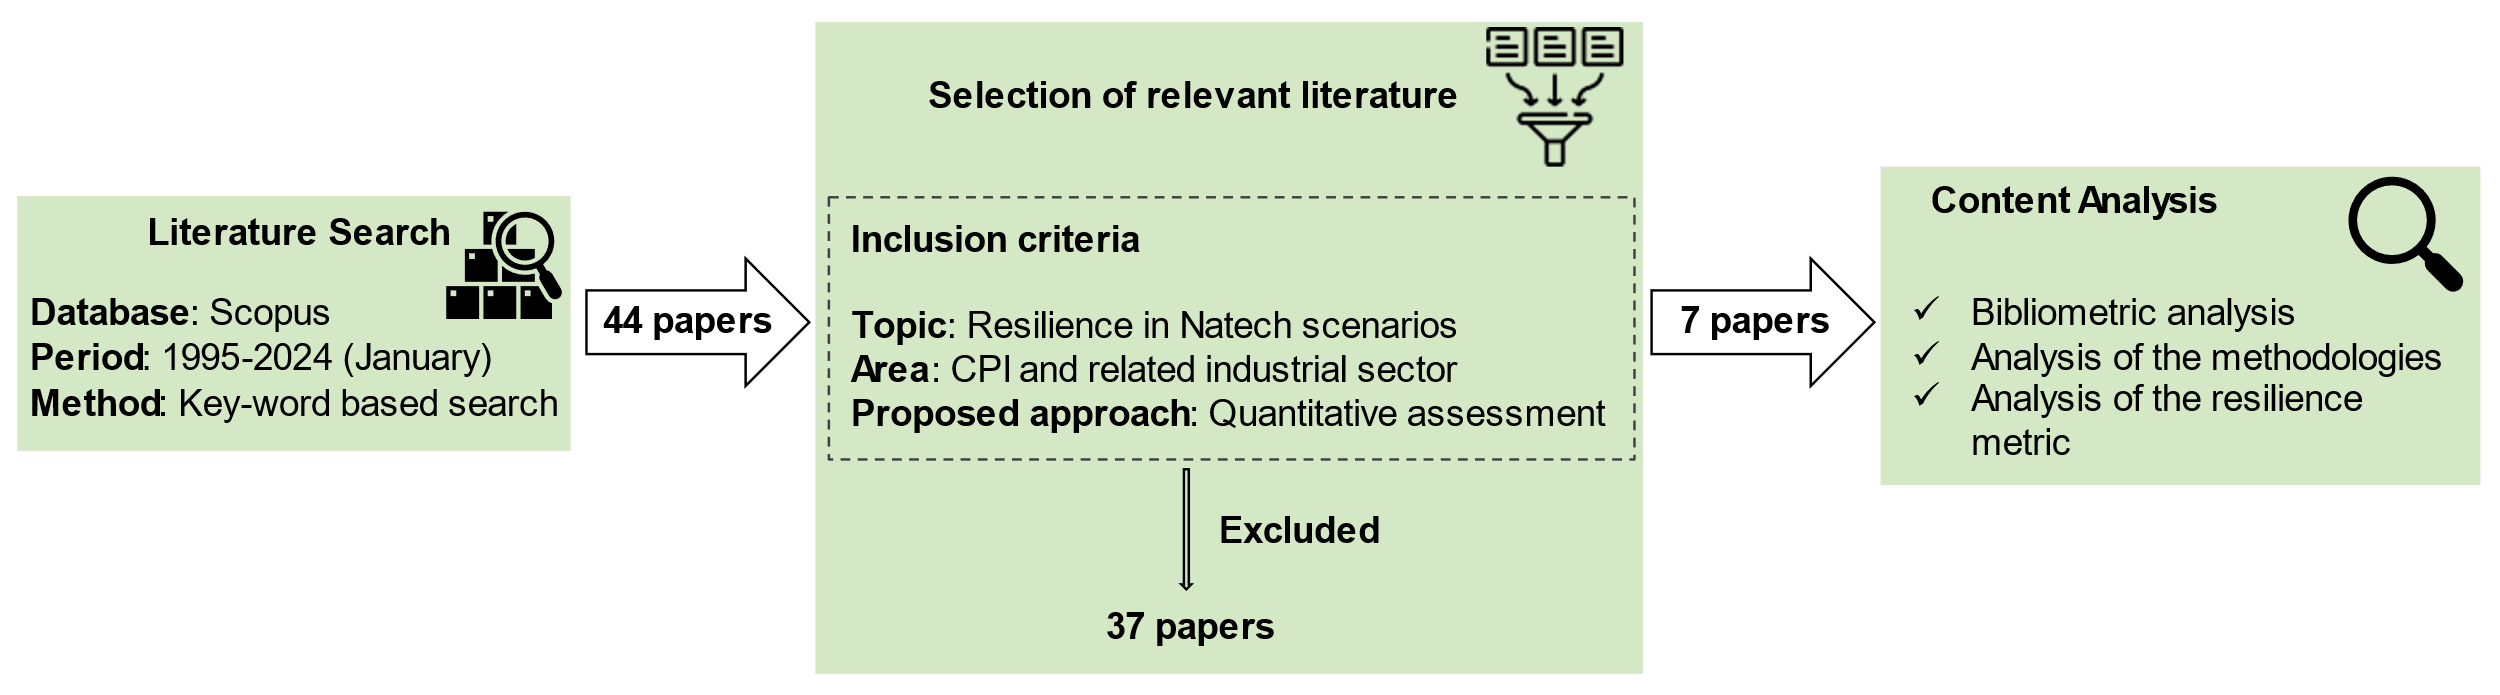 Literature Search
Database: Scopus
Period: 1995-2024 (January)
Method: Key-word based search
44 papers
Selection of relevant literature
Inclusion criteria
Topic: Resilience in Natech scenarios
Area: CPI and related industrial sector
Proposed approach: Quantitative assessment
Excluded
37 papers
7 papers
Content Analysis
✓ Bibliometric analysis
✓ Analysis of the methodologies
✓ Analysis of the resilience
metric